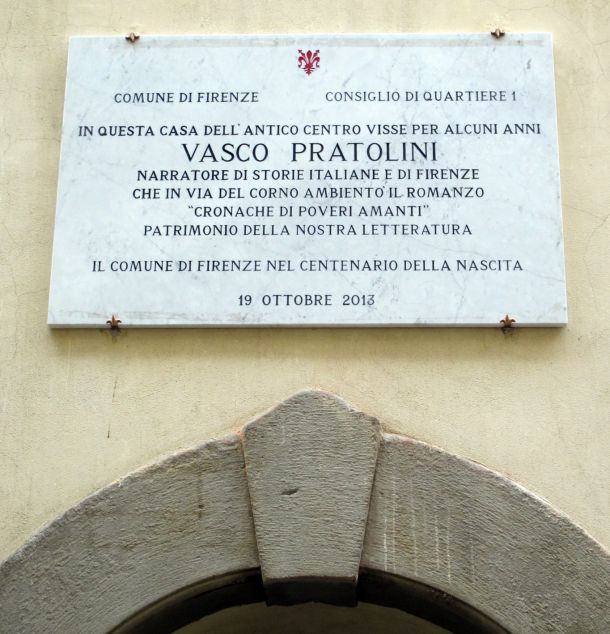 COMUNE DI FIRENZE CONSIGLIO DI QUARTIERE 1
IN QUESTA CASA DELL'ANTICO CENTRO VISSE PER ALCUNI ANNI
VASCO PRATOLINI
NARRATORE DI STORIE ITALIANE E DI FIRENZE
CHE IN VIA DEL CORNO AMBIENTÒ IL ROMANZO
"CRONACHE DI POVERI AMANTI"
PATRIMONIO DELLA NOSTRA LETTERATURA
IL COMUNE DI FIRENZE NEL CENTENARIO DELLA NASCITA
19 OTTOBRE 2013